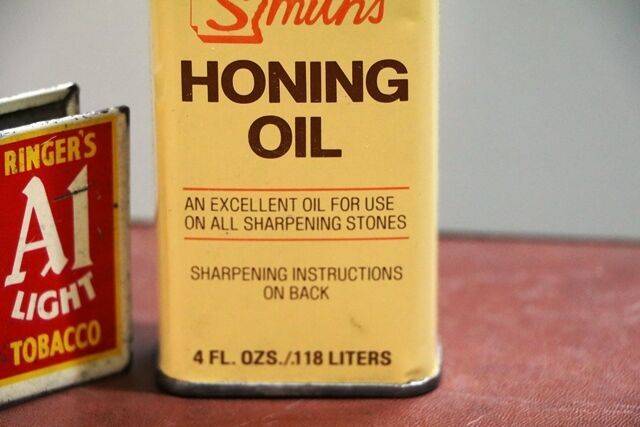 Smith's
HONING
OIL
AN EXCELLENT OIL FOR USE
ON ALL SHARPENING STONES
SHARPENING INSTRUCTIONS
ON BACK
4 FL. OZS./.118 LITERS
RINGER'S
A1
LIGHT
TOBACCO